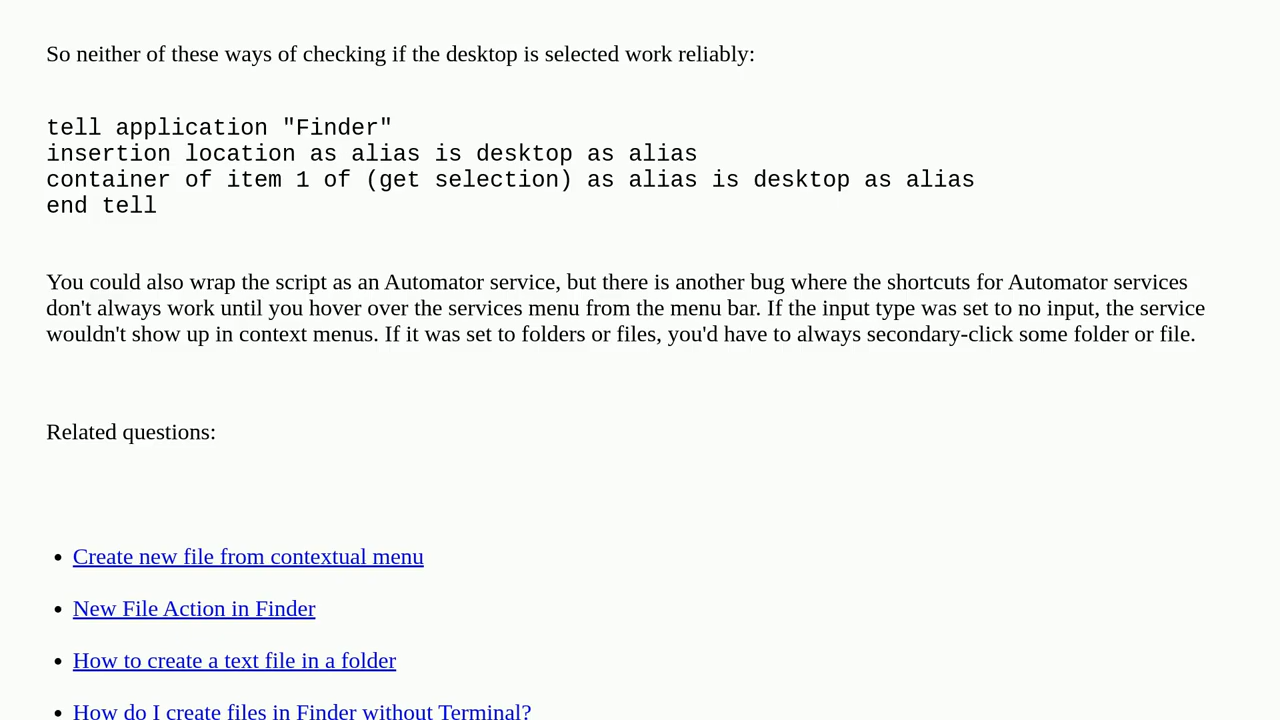 So neither of these ways of checking if the desktop is selected work reliably:
tell application "Finder"
insertion location as alias is desktop as alias
container of item 1 of (get selection) as alias is desktop as alias
end tell
You could also wrap the script as an Automator service, but there is another bug where the shortcuts for Automator services
don't always work until you hover over the services menu from the menu bar. If the input type was set to no input, the service
wouldn't show up in context menus. If it was set to folders or files, you'd have to always secondary-click some folder or file.
Related questions:
• Create new file from contextual menu
• New File Action in Finder
• How to create a text file in a folder
• How do I create files in Finder without Terminal?